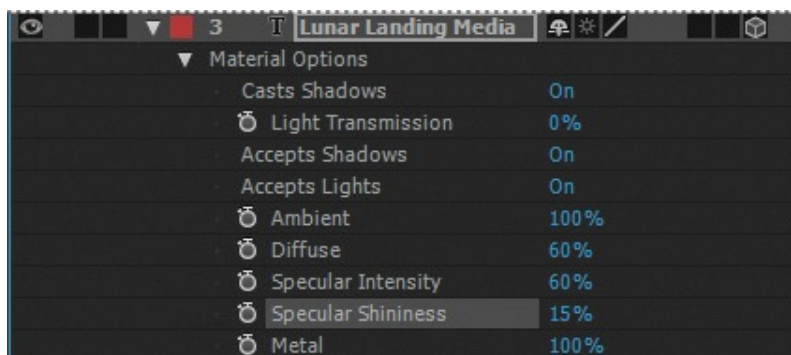 3 T Lunar Landing Media
Material Options
Casts Shadows On
Light Transmission 0%
Accepts Shadows On
Accepts Lights On
Ambient 100%
Diffuse 60%
Specular Intensity 60%
Specular Shininess 15%
Metal 100%